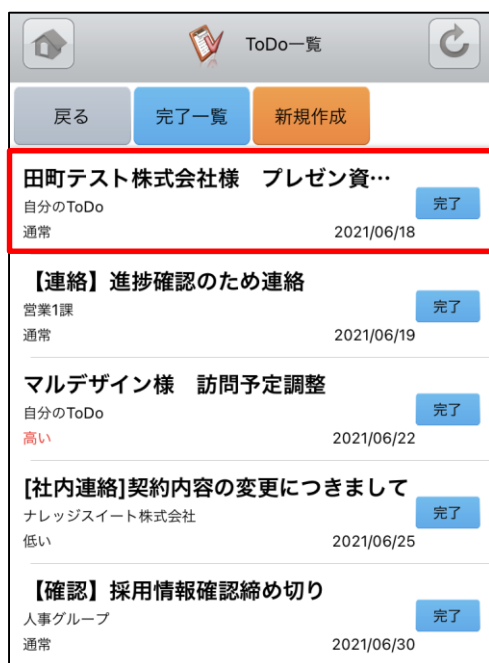 ToDo一覧
戻る 完了一覧 新規作成
田町テスト株式会社様　プレゼン資…
自分のToDo 完了
通常 2021/06/18
【連絡】進捗確認のため連絡
営業1課 完了
通常 2021/06/19
マルデザイン様　訪問予定調整
自分のToDo 完了
高い 2021/06/22
[社内連絡]契約内容の変更につきまして
ナレッジスイート株式会社 完了
低い 2021/06/25
【確認】採用情報確認締め切り
人事グループ 完了
通常 2021/06/30